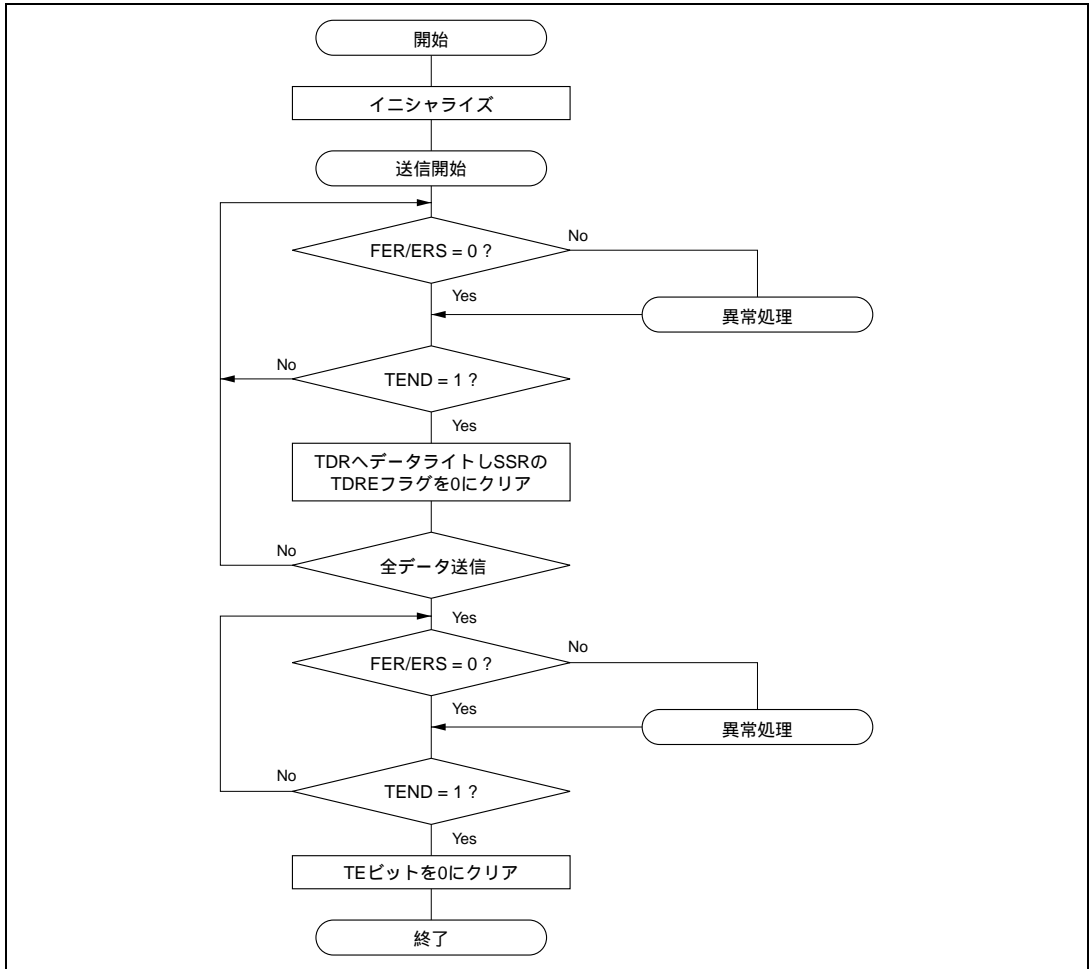 開始
イニシャライズ
送信開始
FER/ERS = 0 ?
No
Yes
異常処理
No
TEND = 1 ?
Yes
TDRへデータライトしSSRの
TDREフラグを0にクリア
No
全データ送信
Yes
FER/ERS = 0 ?
No
Yes
異常処理
No
TEND = 1 ?
Yes
TEビットを0にクリア
終了